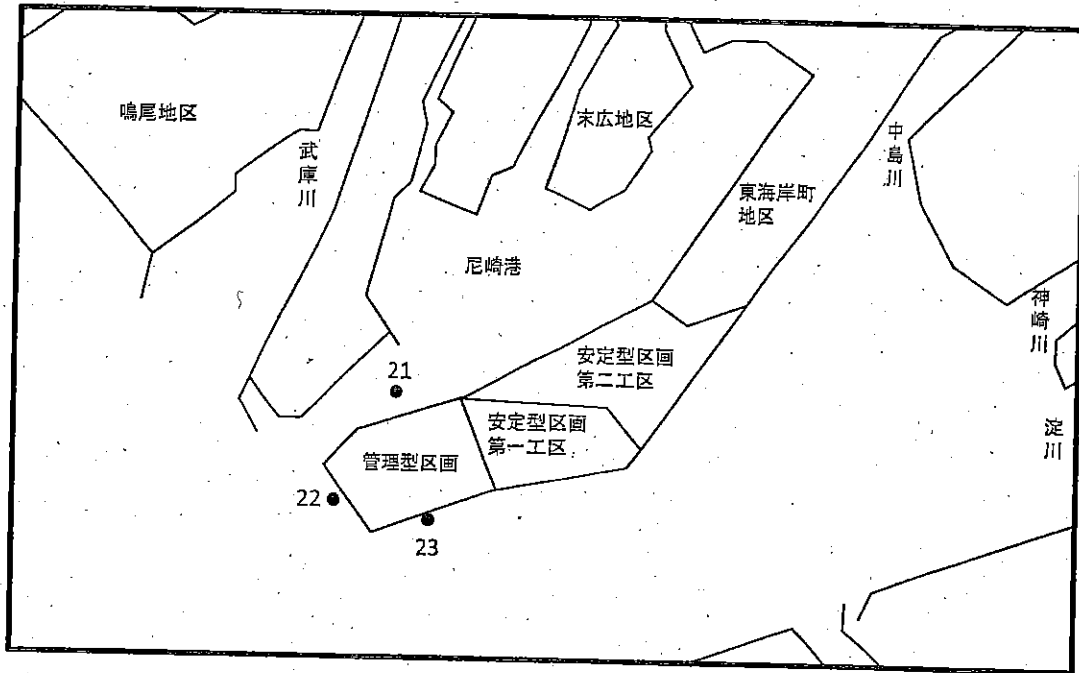 鳴尾地区
武庫川
末広地区
中島川
東海岸町
地区
尼崎港
神崎川
安定型区画
第二工区
21
安定型区画
第一工区
淀川
管理型区画
22
23